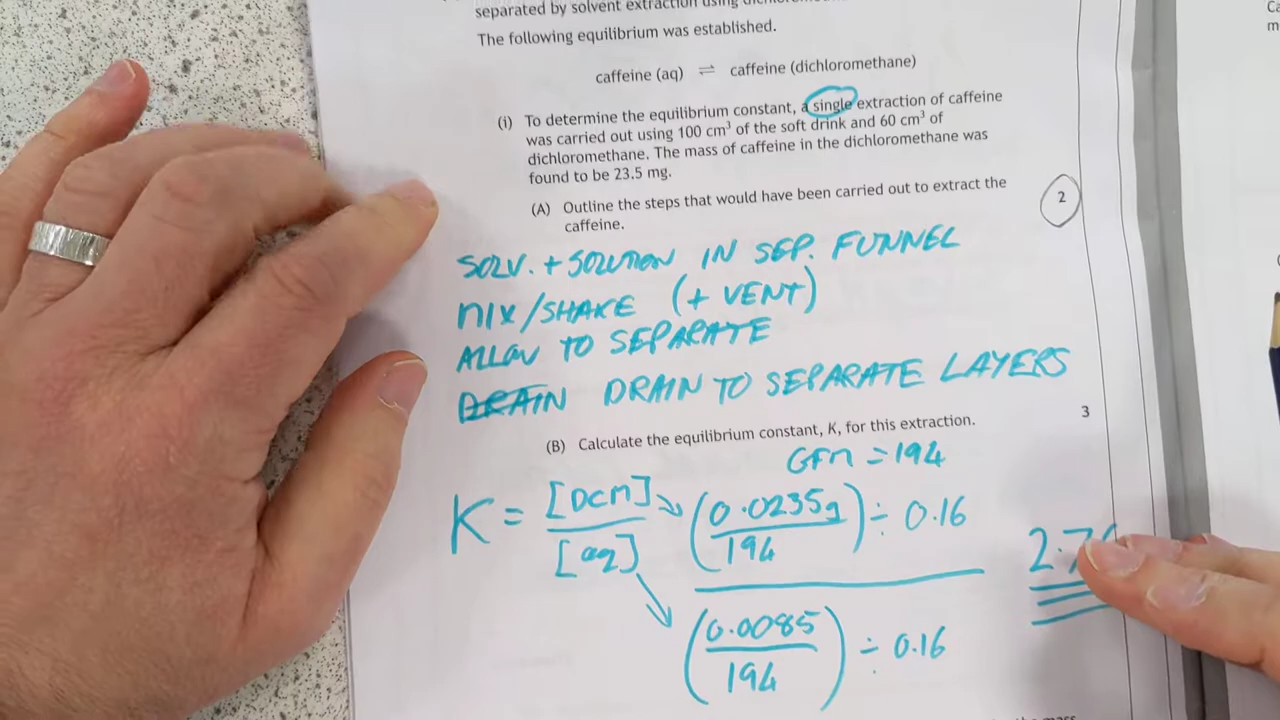 separated by solvent extraction using
The following equilibrium was established.
caffeine (aq) ⇌ caffeine (dichloromethane)
(i) To determine the equilibrium constant, a single extraction of caffeine
was carried out using 100 cm³ of the soft drink and 60 cm³ of
dichloromethane. The mass of caffeine in the dichloromethane was
found to be 23.5 mg.
(A) Outline the steps that would have been carried out to extract the
caffeine.
2
SOLV. + SOLUTION IN SEP. FUNNEL
MIX/SHAKE (+ VENT)
ALLOW TO SEPARATE
DRAIN DRAIN TO SEPARATE LAYERS
(B) Calculate the equilibrium constant, K, for this extraction.
3
GFM = 194
K = [DCM] (0.0235g / 194) ÷ 0.16
[aq] (0.0085 / 194) ÷ 0.16